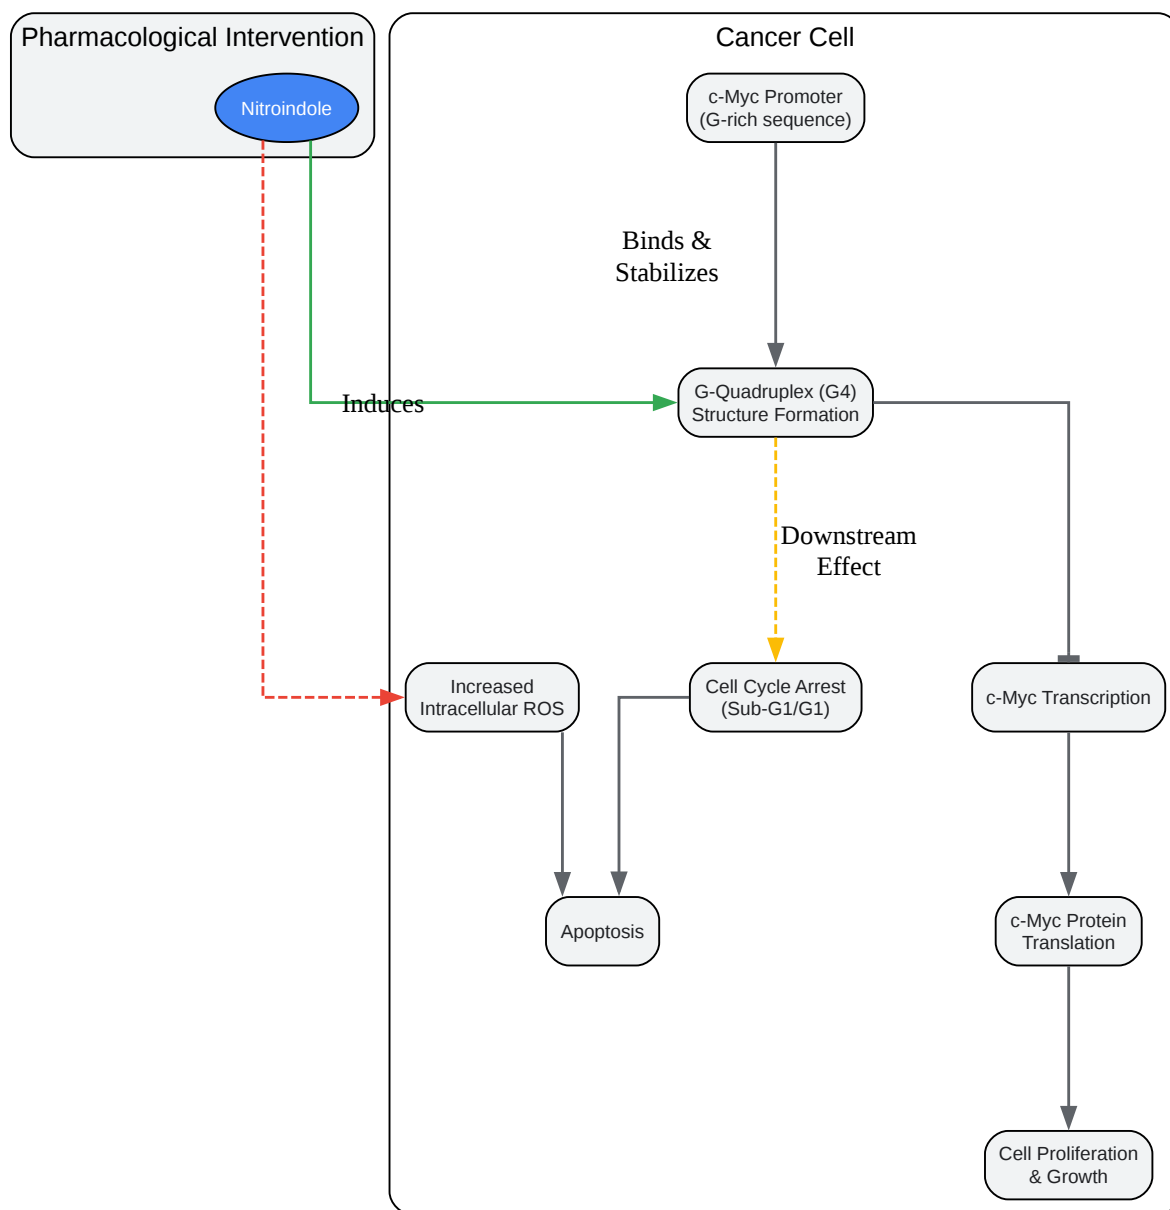 Pharmacological Intervention
Cancer Cell
Nitroindole
c-Myc Promoter
(G-rich sequence)
Binds &
Stabilizes
Induces
G-Quadruplex (G4)
Structure Formation
Downstream
Effect
Increased
Intracellular ROS
Cell Cycle Arrest
(Sub-G1/G1)
c-Myc Transcription
Apoptosis
c-Myc Protein
Translation
Cell Proliferation
& Growth